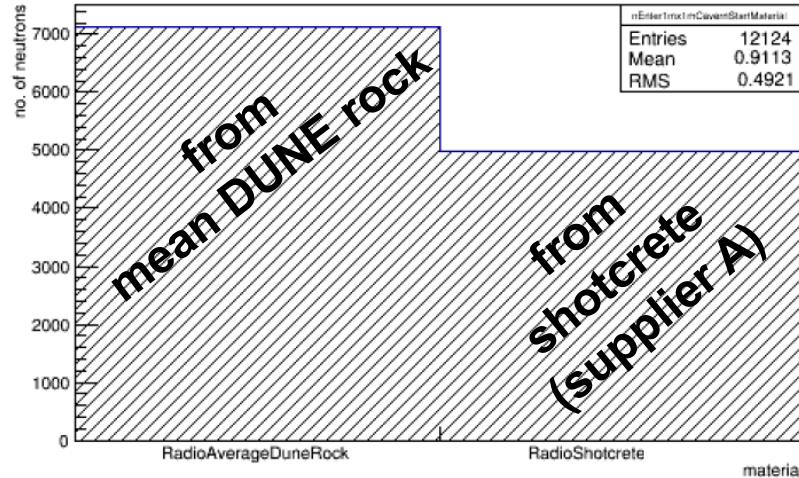 no. of neutrons
7000
6000
5000
4000
3000
2000
1000
0
nEnter1mx1mCavernStartMaterial
Entries 12124
Mean 0.9113
RMS 0.4921
from
mean DUNE rock
from
shotcrete
(supplier A)
RadioAverageDuneRock
RadioShotcrete
materia